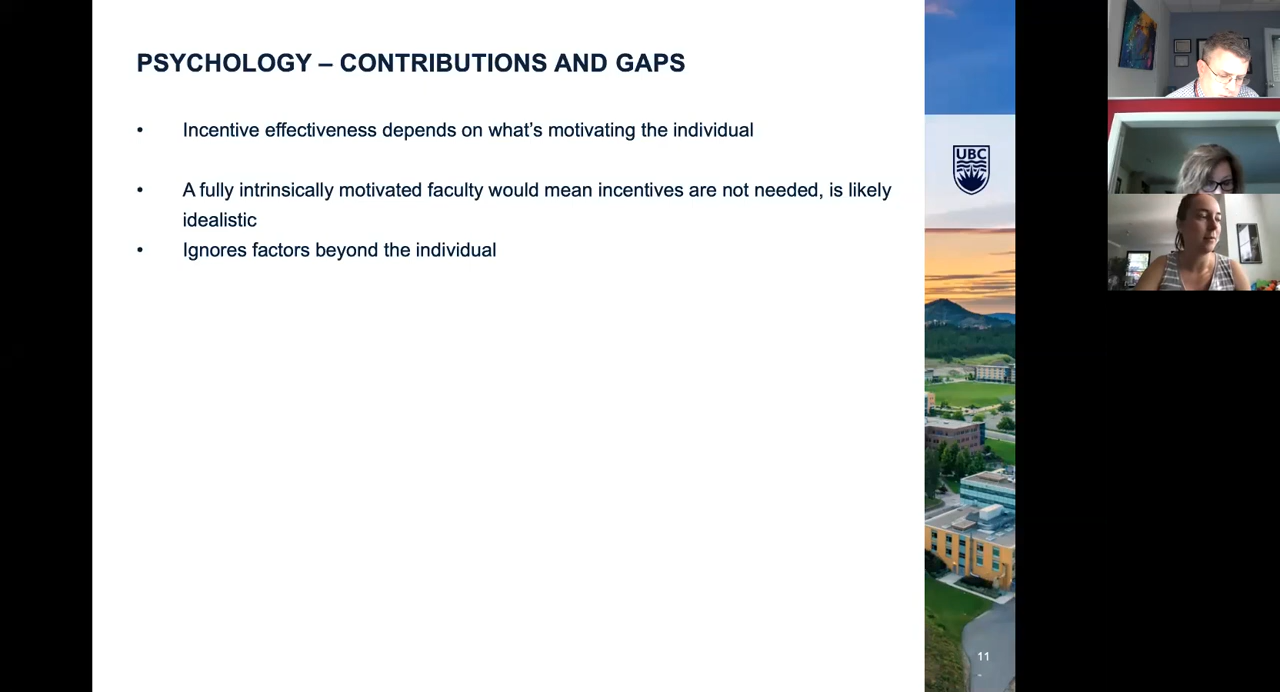 PSYCHOLOGY – CONTRIBUTIONS AND GAPS
• Incentive effectiveness depends on what's motivating the individual
• A fully intrinsically motivated faculty would mean incentives are not needed, is likely
idealistic
• Ignores factors beyond the individual
UBC
11